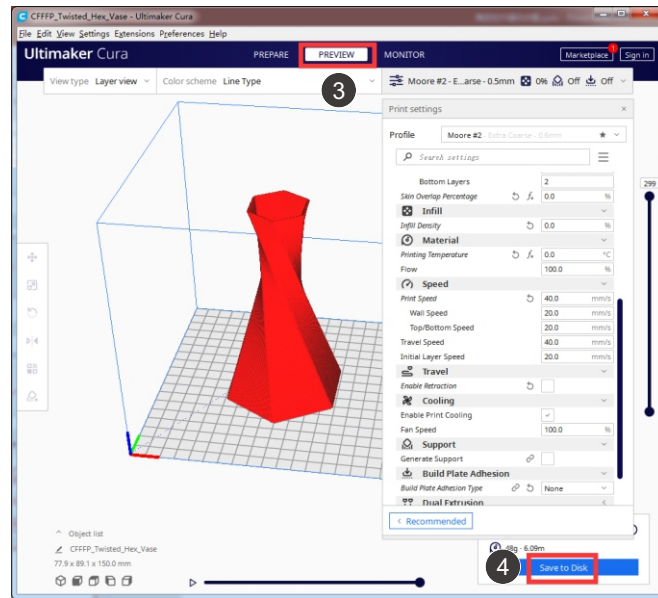 CFFFP_Twisted_Hex_Vase - Ultimaker Cura
File Edit View Settings Extensions Preferences Help
Ultimaker Cura PREPARE PREVIEW MONITOR Marketplace 1 Sign in
View type Layer view Color scheme Line Type 3 Moore #2 - E...arse - 0.5mm 0% Off Off
Print settings ×
Profile Moore #2 - Extra Coarse - 0.6mm
Search settings
Bottom Layers 2
299
Skin Overlap Percentage fx 0.0 %
Infill
Infill Density 0.0 %
Material
Printing Temperature fx 0.0 °C
Flow 100.0 %
Speed
Print Speed 40.0 mm/s
Wall Speed 20.0 mm/s
Top/Bottom Speed 20.0 mm/s
Travel Speed 40.0 mm/s
Initial Layer Speed 20.0 mm/s
Travel
Enable Retraction
Cooling
Enable Print Cooling
Fan Speed 100.0 %
Support
Generate Support
Build Plate Adhesion
Build Plate Adhesion Type None
Dual Extrusion
< Recommended
Object list
CFFFP_Twisted_Hex_Vase
48g · 6.09m
77.9 x 89.1 x 150.0 mm
4 Save to Disk